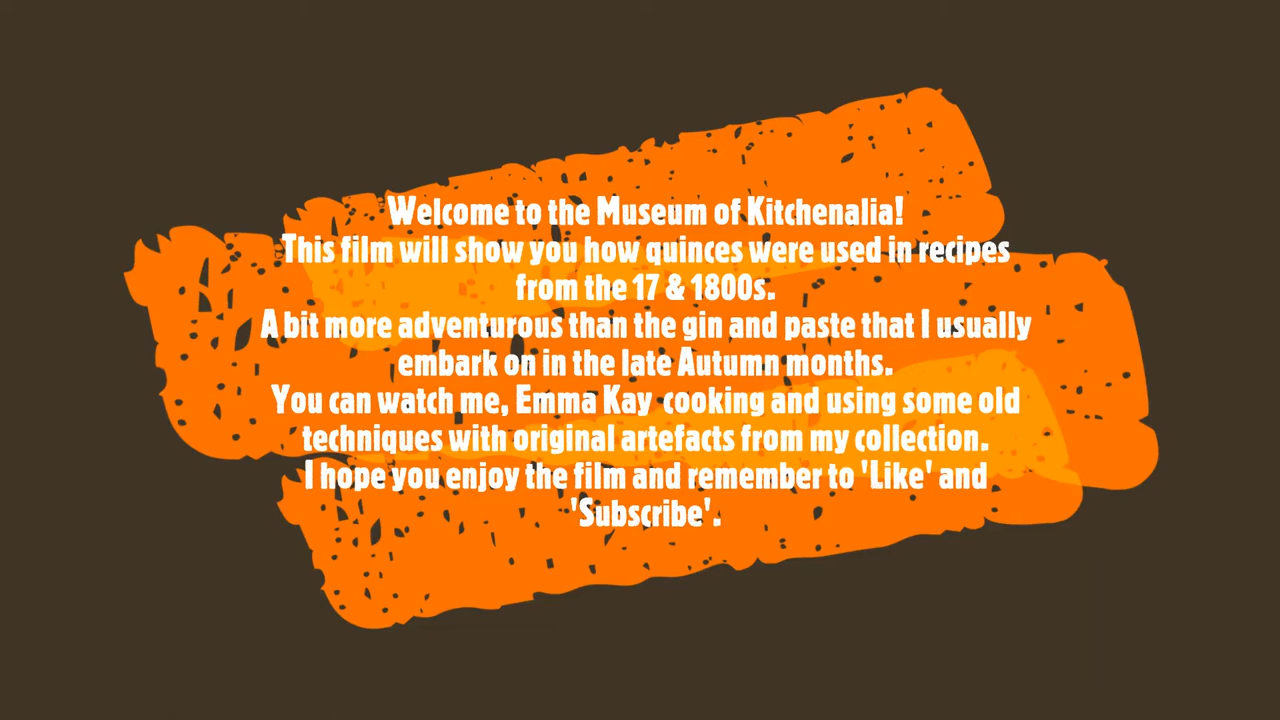 Welcome to the Museum of Kitchenalia!
This film will show you how quinces were used in recipes
from the 17 & 1800s.
A bit more adventurous than the gin and paste that I usually
embark on in the late Autumn months.
You can watch me, Emma Kay  cooking and using some old
techniques with original artefacts from my collection.
I hope you enjoy the film and remember to 'Like' and
'Subscribe'.